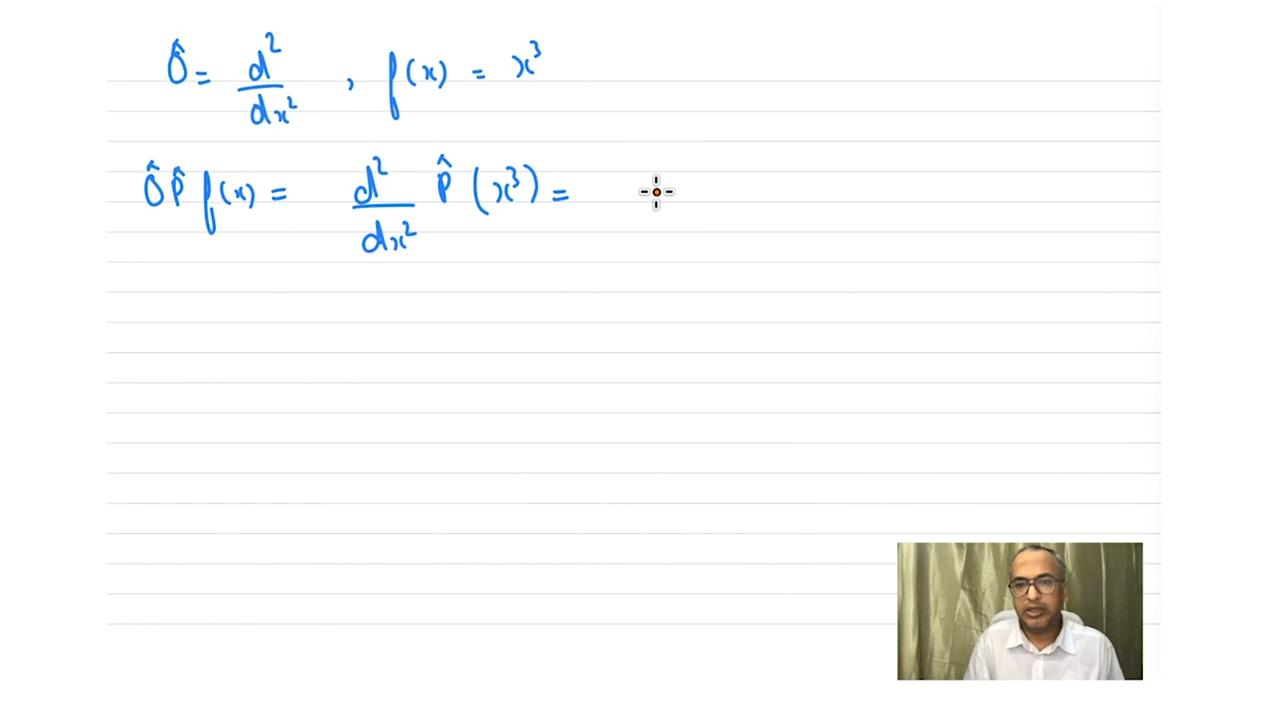 Ô = d²/dx² , f(x) = x³
Ô P̂ f(x) = d²/dx² P̂ (x³) =